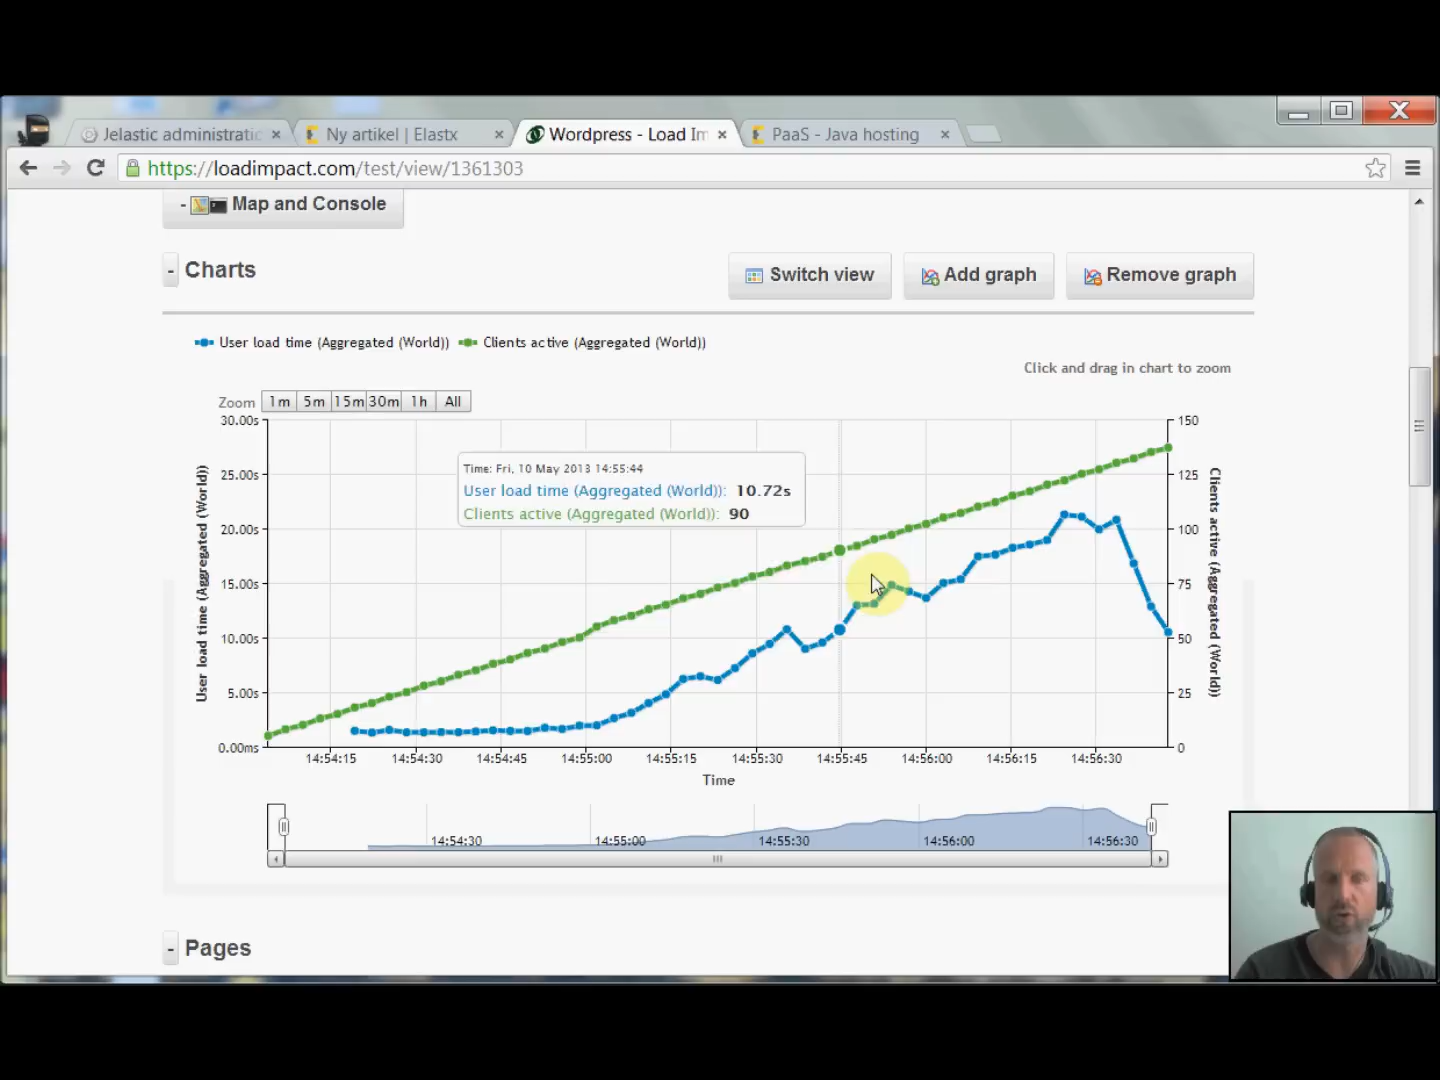 Jelastic administratic
Ny artikel | Elastx
Wordpress - Load Im
PaaS - Java hosting
https://loadimpact.com/test/view/1361303
- Map and Console
- Charts
Switch view
Add graph
Remove graph
User load time (Aggregated (World))
Clients active (Aggregated (World))
Click and drag in chart to zoom
Zoom 1m 5m 15m 30m 1h All
30.00s
25.00s
20.00s
15.00s
10.00s
5.00s
0.00ms
User load time (Aggregated (World))
Time: Fri, 10 May 2013 14:55:44
User load time (Aggregated (World)): 10.72s
Clients active (Aggregated (World)): 90
150
125
100
75
50
25
0
Clients active (Aggregated (World))
14:54:15 14:54:30 14:54:45 14:55:00 14:55:15 14:55:30 14:55:45 14:56:00 14:56:15 14:56:30
Time
14:54:30 14:55:00 14:55:30 14:56:00 14:56:30
- Pages